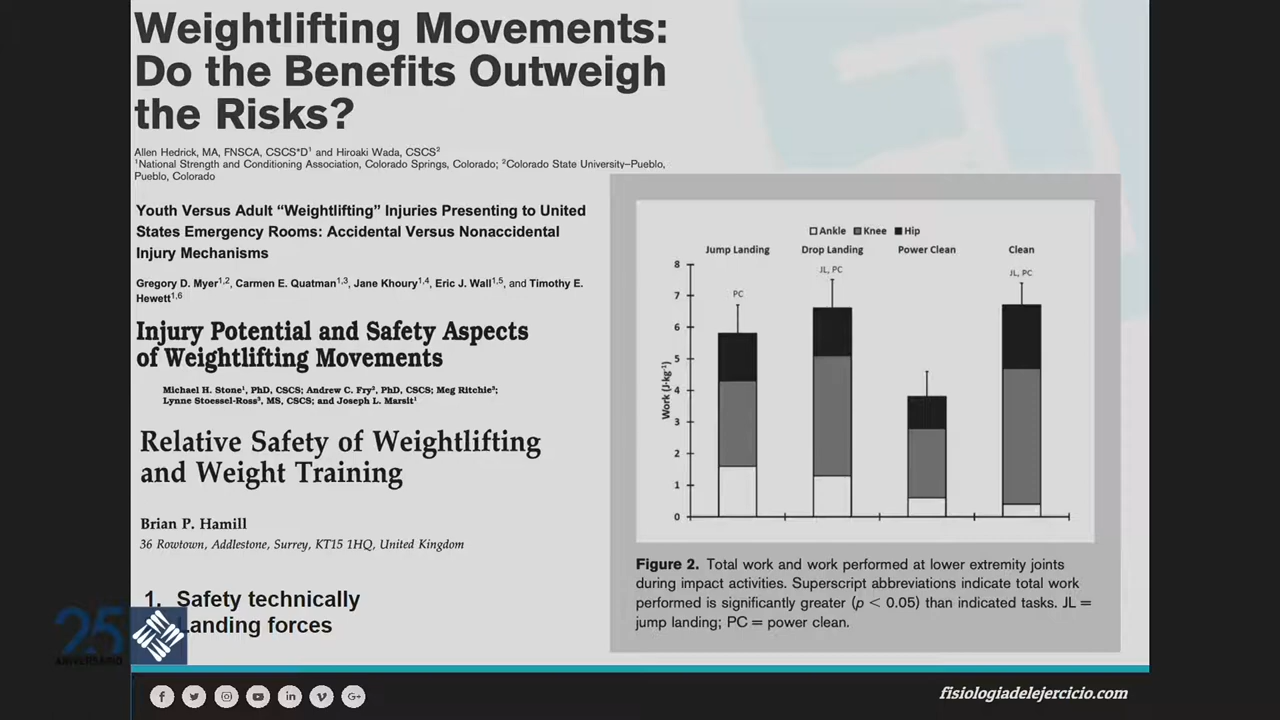 Weightlifting Movements:
Do the Benefits Outweigh
the Risks?
Allen Hedrick, MA, FNSCA, CSCS*D¹ and Hiroaki Wada, CSCS²
¹National Strength and Conditioning Association, Colorado Springs, Colorado; ²Colorado State University–Pueblo,
Pueblo, Colorado
Youth Versus Adult “Weightlifting” Injuries Presenting to United
States Emergency Rooms: Accidental Versus Nonaccidental
Injury Mechanisms
Gregory D. Myer¹,², Carmen E. Quatman¹,³, Jane Khoury¹,⁴, Eric J. Wall¹,⁵, and Timothy E.
Hewett¹,⁶
Injury Potential and Safety Aspects
of Weightlifting Movements
Michael H. Stone¹, PhD, CSCS; Andrew C. Fry², PhD, CSCS; Meg Ritchie³;
Lynne Stoessel-Ross³, MS, CSCS; and Joseph L. Marsit¹
Relative Safety of Weightlifting
and Weight Training
Brian P. Hamill
36 Rowtown, Addlestone, Surrey, KT15 1HQ, United Kingdom
1. Safety technically
Landing forces
25
ANIVERSARIO
Ankle Knee Hip
Jump Landing Drop Landing Power Clean Clean
PC
JL, PC
JL, PC
Work (J·kg⁻¹)
8
7
6
5
4
3
2
1
0
Figure 2. Total work and work performed at lower extremity joints
during impact activities. Superscript abbreviations indicate total work
performed is significantly greater (p < 0.05) than indicated tasks. JL =
jump landing; PC = power clean.
fisiologiadelejercicio.com